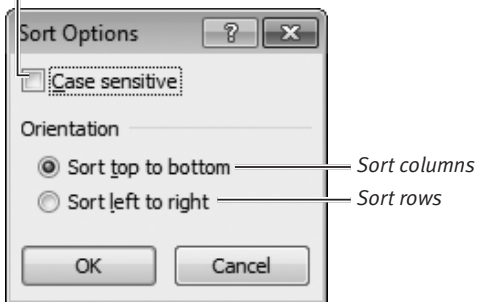 Sort Options ?
Case sensitive
Orientation
Sort top to bottom Sort columns
Sort left to right Sort rows
OK Cancel